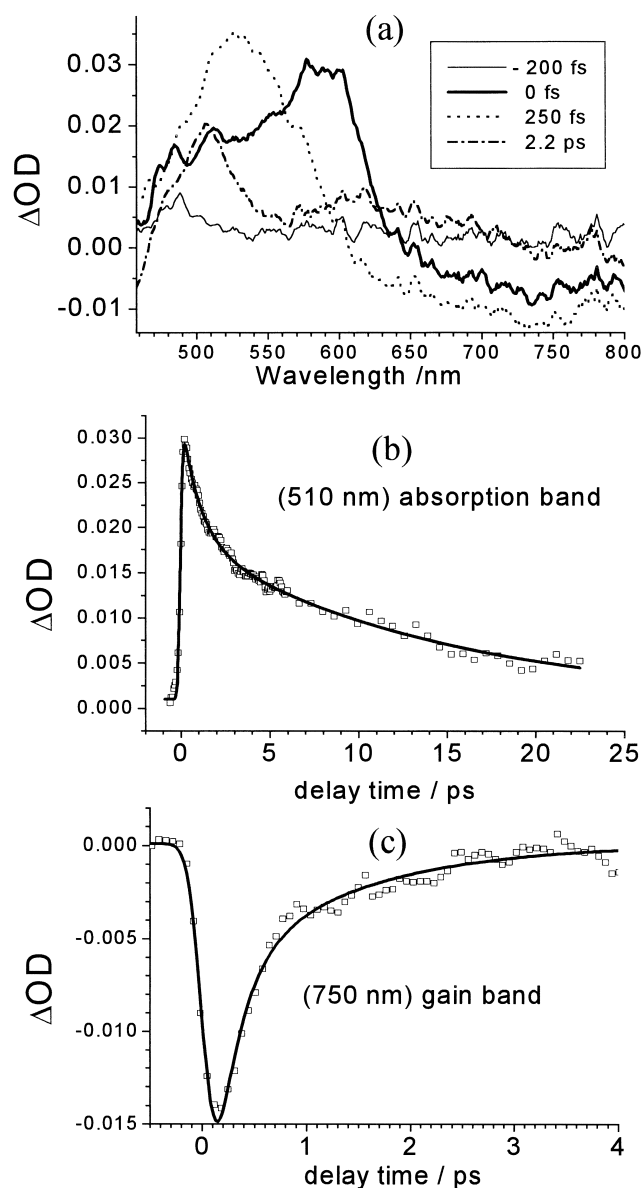 (a)
- 200 fs
0 fs
250 fs
2.2 ps
0.03
0.02
0.01
0.00
-0.01
ΔOD
500 550 600 650 700 750 800
Wavelength /nm
(b)
(510 nm) absorption band
0.030
0.025
0.020
0.015
0.010
0.005
0.000
ΔOD
0 5 10 15 20 25
delay time / ps
(c)
(750 nm) gain band
0.000
-0.005
-0.010
-0.015
ΔOD
0 1 2 3 4
delay time / ps